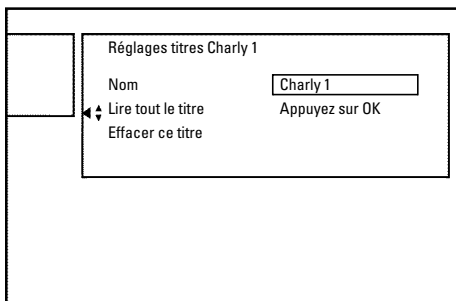 Réglages titres Charly 1
Nom Charly 1
Lire tout le titre Appuyez sur OK
Effacer ce titre